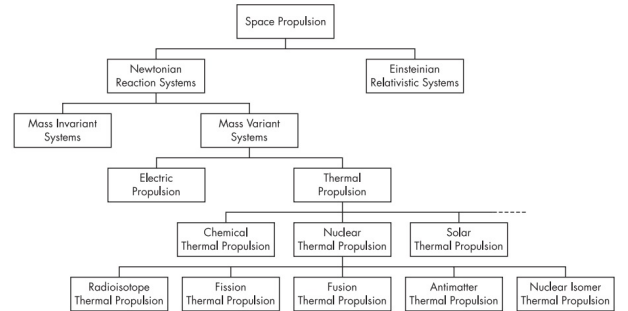 Space Propulsion
Newtonian
Reaction Systems
Einsteinian
Relativistic Systems
Mass Invariant
Systems
Mass Variant
Systems
Electric
Propulsion
Thermal
Propulsion
Chemical
Thermal Propulsion
Nuclear
Thermal Propulsion
Solar
Thermal Propulsion
Radioisotope
Thermal Propulsion
Fission
Thermal Propulsion
Fusion
Thermal Propulsion
Antimatter
Thermal Propulsion
Nuclear Isomer
Thermal Propulsion